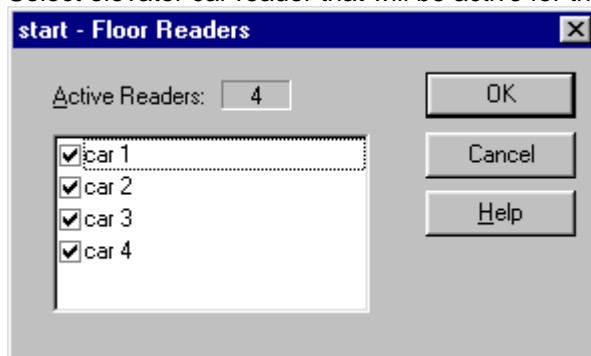 Select elevator car reader that will be active for th
start - Floor Readers
Active Readers: 4
OK
car 1
Cancel
car 2
Help
car 3
car 4